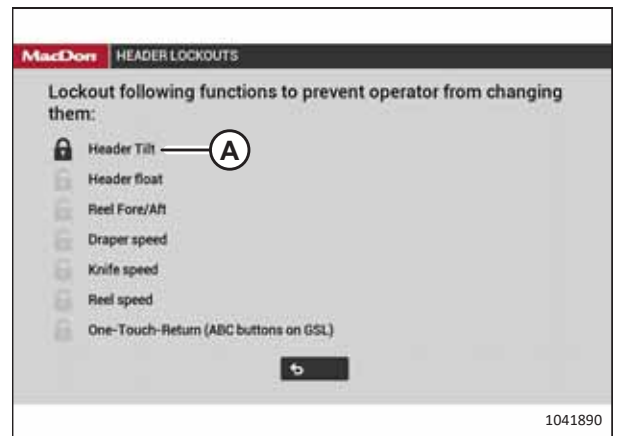 MacDon HEADER LOCKOUTS
Lockout following functions to prevent operator from changing
them:
Header Tilt
A
Header float
Reel Fore/Aft
Draper speed
Knife speed
Reel speed
One-Touch-Return (ABC buttons on GSL)
1041890